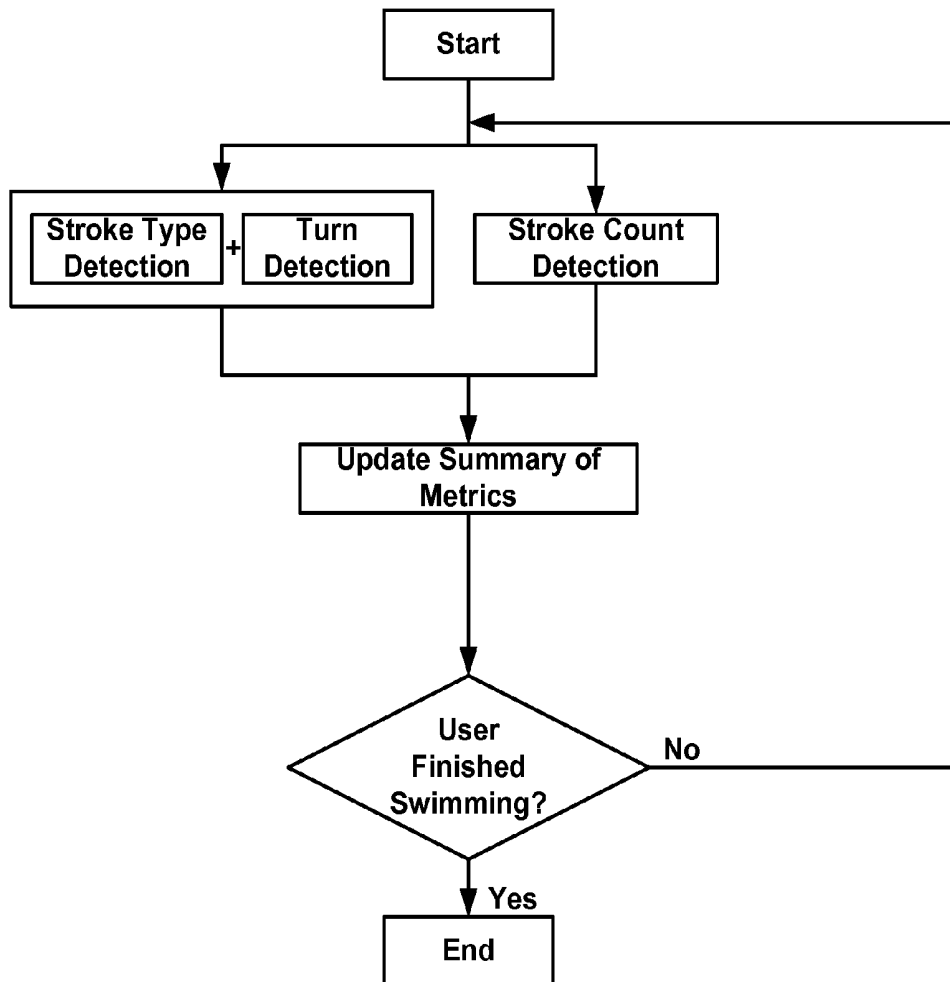 Start
Stroke Type
Detection
+
Turn
Detection
Stroke Count
Detection
Update Summary of
Metrics
User
Finished
Swimming?
No
Yes
End